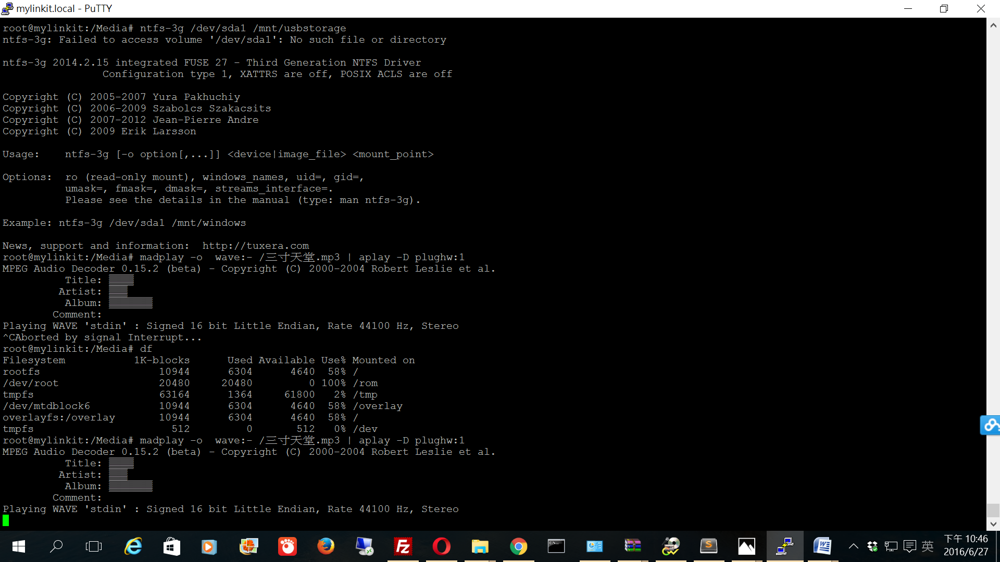 mylinkit.local - PuTTY
root@mylinkit:/Media# ntfs-3g /dev/sda1 /mnt/usbstorage
ntfs-3g: Failed to access volume '/dev/sda1': No such file or directory
ntfs-3g 2014.2.15 integrated FUSE 27 - Third Generation NTFS Driver
Configuration type 1, XATTRS are off, POSIX ACLS are off
Copyright (C) 2005-2007 Yura Pakhuchiy
Copyright (C) 2006-2009 Szabolcs Szakacsits
Copyright (C) 2007-2012 Jean-Pierre Andre
Copyright (C) 2009 Erik Larsson
Usage:    ntfs-3g [-o option[,...]] <device|image_file> <mount_point>
Options:  ro (read-only mount), windows_names, uid=, gid=,
umask=, fmask=, dmask=, streams_interface=.
Please see the details in the manual (type: man ntfs-3g).
Example: ntfs-3g /dev/sda1 /mnt/windows
News, support and information:  http://tuxera.com
root@mylinkit:/Media# madplay -o  wave:- /三寸天堂.mp3 | aplay -D plughw:1
MPEG Audio Decoder 0.15.2 (beta) - Copyright (C) 2000-2004 Robert Leslie et al.
Title:
Artist:
Album:
Comment:
Playing WAVE 'stdin' : Signed 16 bit Little Endian, Rate 44100 Hz, Stereo
^CAborted by signal Interrupt...
root@mylinkit:/Media# df
Filesystem           1K-blocks      Used Available Use% Mounted on
rootfs                   10944      6304      4640  58% /
/dev/root                20480     20480         0 100% /rom
tmpfs                    63164      1364     61800   2% /tmp
/dev/mtdblock6           10944      6304      4640  58% /overlay
overlayfs:/overlay       10944      6304      4640  58% /
tmpfs                      512         0       512   0% /dev
root@mylinkit:/Media# madplay -o  wave:- /三寸天堂.mp3 | aplay -D plughw:1
MPEG Audio Decoder 0.15.2 (beta) - Copyright (C) 2000-2004 Robert Leslie et al.
Title:
Artist:
Album:
Comment:
Playing WAVE 'stdin' : Signed 16 bit Little Endian, Rate 44100 Hz, Stereo
英
下午 10:46
2016/6/27